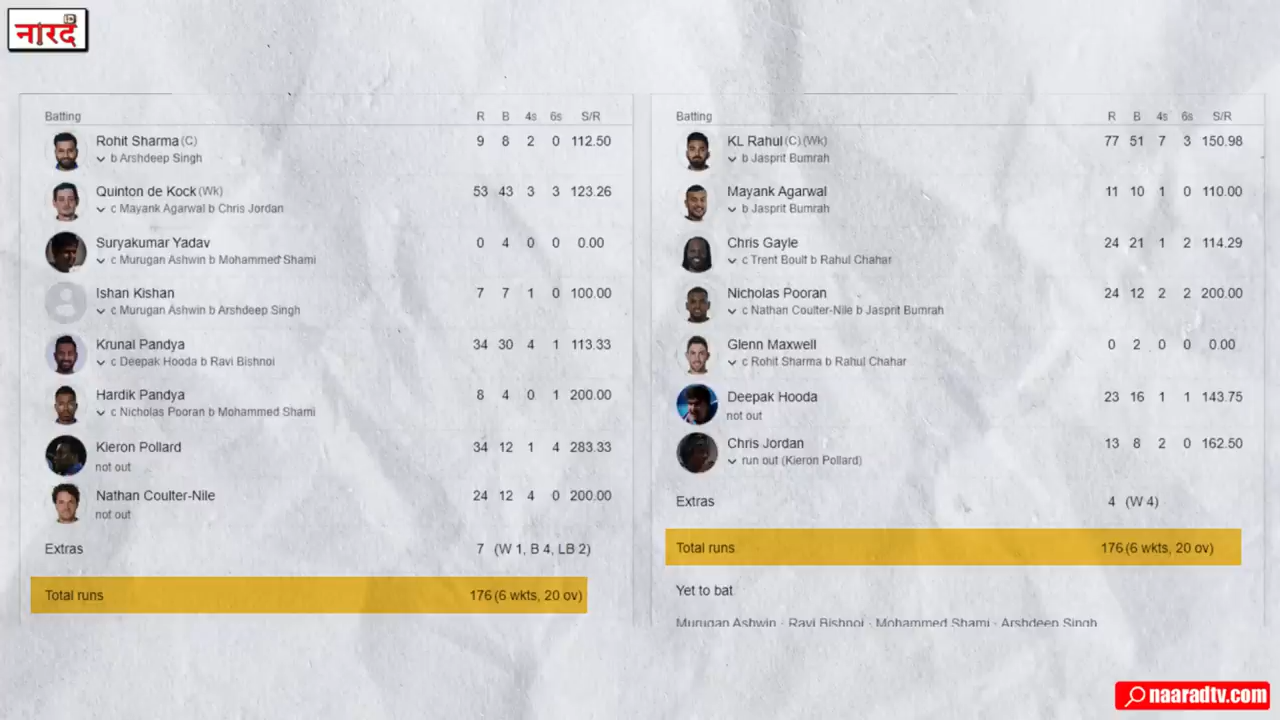 नारद
Batting R B 4s 6s S/R
Rohit Sharma (C) 9 8 2 0 112.50
b Arshdeep Singh
Quinton de Kock (Wk) 53 43 3 3 123.26
c Mayank Agarwal b Chris Jordan
Suryakumar Yadav 0 4 0 0 0.00
c Murugan Ashwin b Mohammed Shami
Ishan Kishan 7 7 1 0 100.00
c Murugan Ashwin b Arshdeep Singh
Krunal Pandya 34 30 4 1 113.33
c Deepak Hooda b Ravi Bishnoi
Hardik Pandya 8 4 0 1 200.00
c Nicholas Pooran b Mohammed Shami
Kieron Pollard 34 12 1 4 283.33
not out
Nathan Coulter-Nile 24 12 4 0 200.00
not out
Extras 7 (W 1, B 4, LB 2)
Total runs 176 (6 wkts, 20 ov)
Batting R B 4s 6s S/R
KL Rahul (C) (Wk) 77 51 7 3 150.98
b Jasprit Bumrah
Mayank Agarwal 11 10 1 0 110.00
b Jasprit Bumrah
Chris Gayle 24 21 1 2 114.29
c Trent Boult b Rahul Chahar
Nicholas Pooran 24 12 2 2 200.00
c Nathan Coulter-Nile b Jasprit Bumrah
Glenn Maxwell 0 2 0 0 0.00
c Rohit Sharma b Rahul Chahar
Deepak Hooda 23 16 1 1 143.75
not out
Chris Jordan 13 8 2 0 162.50
run out (Kieron Pollard)
Extras 4 (W 4)
Total runs 176 (6 wkts, 20 ov)
Yet to bat
Murugan Ashwin · Ravi Bishnoi · Mohammed Shami · Arshdeep Singh
naaradtv.com